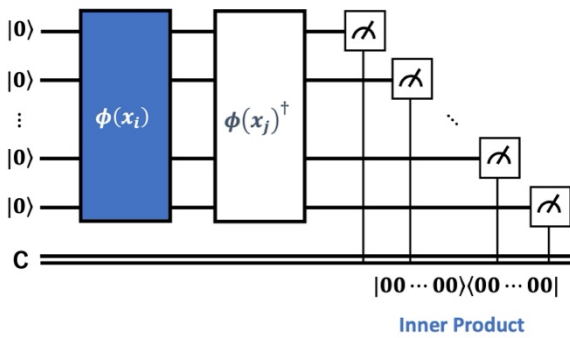 |0⟩
|0⟩
⋮
|0⟩
|0⟩
ϕ(xᵢ)
ϕ(xⱼ)†
⋱
C
|00 ⋯ 00⟩⟨00 ⋯ 00|
Inner Product